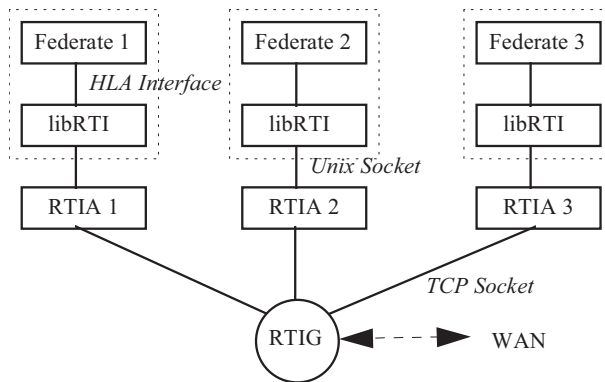 Federate 1
Federate 2
Federate 3
HLA Interface
libRTI
libRTI
libRTI
Unix Socket
RTIA 1
RTIA 2
RTIA 3
TCP Socket
RTIG
WAN